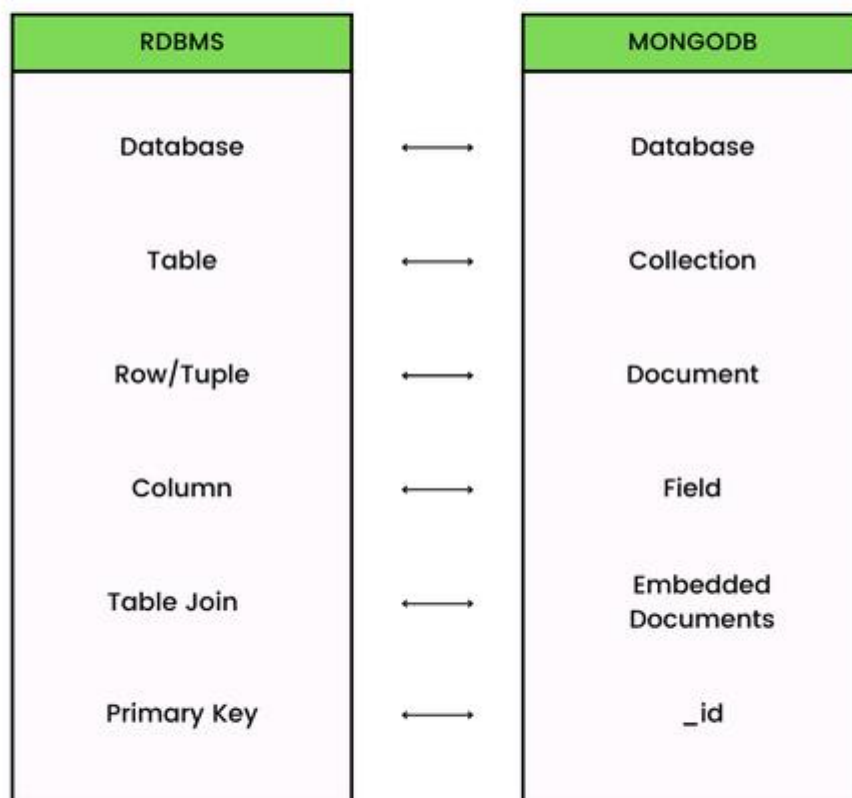 RDBMS
MONGODB
Database
Database
Table
Collection
Row/Tuple
Document
Column
Field
Table Join
Embedded
Documents
Primary Key
_id